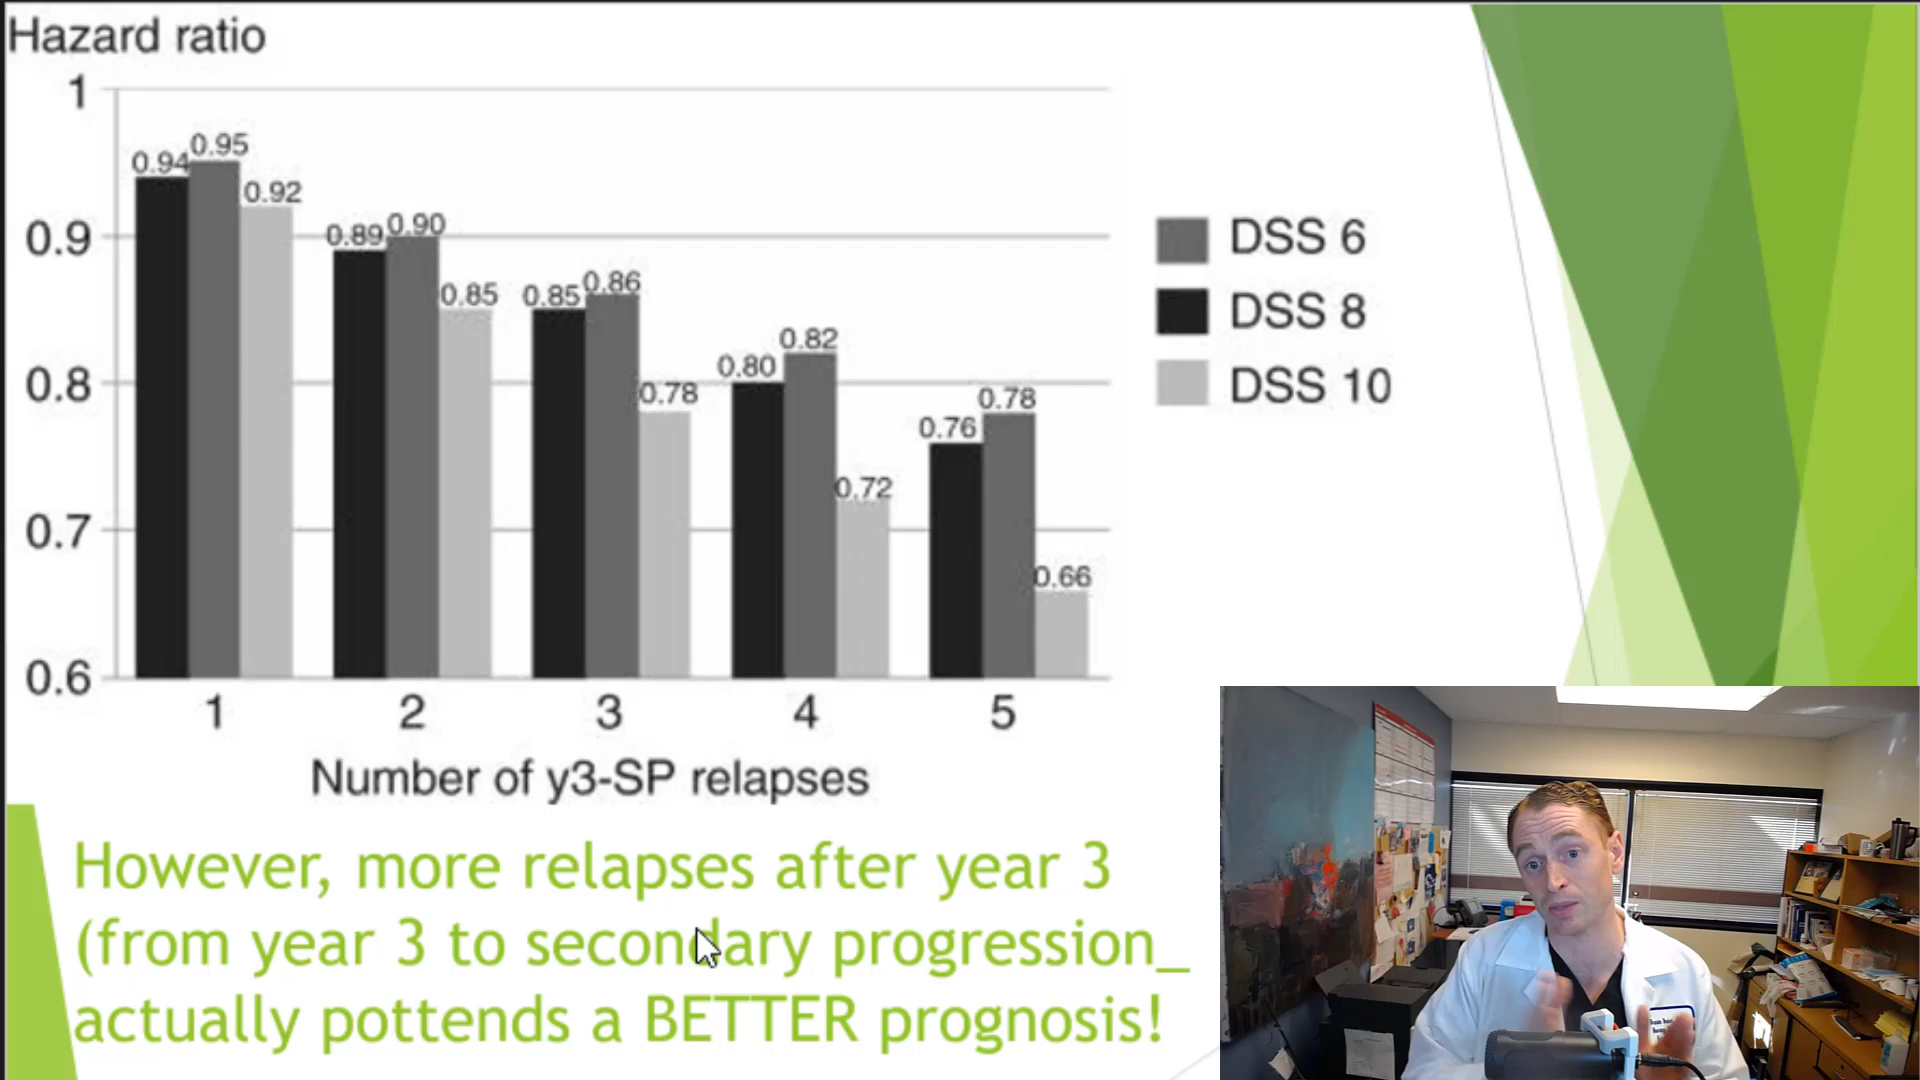 Hazard ratio
1
0.9
0.8
0.7
0.6
0.94
0.95
0.92
0.89
0.90
0.85
0.85
0.86
0.78
0.80
0.82
0.72
0.76
0.78
0.66
1 2 3 4 5
Number of y3-SP relapses
DSS 6
DSS 8
DSS 10
However, more relapses after year 3
(from year 3 to secondary progression_
actually pottends a BETTER prognosis!